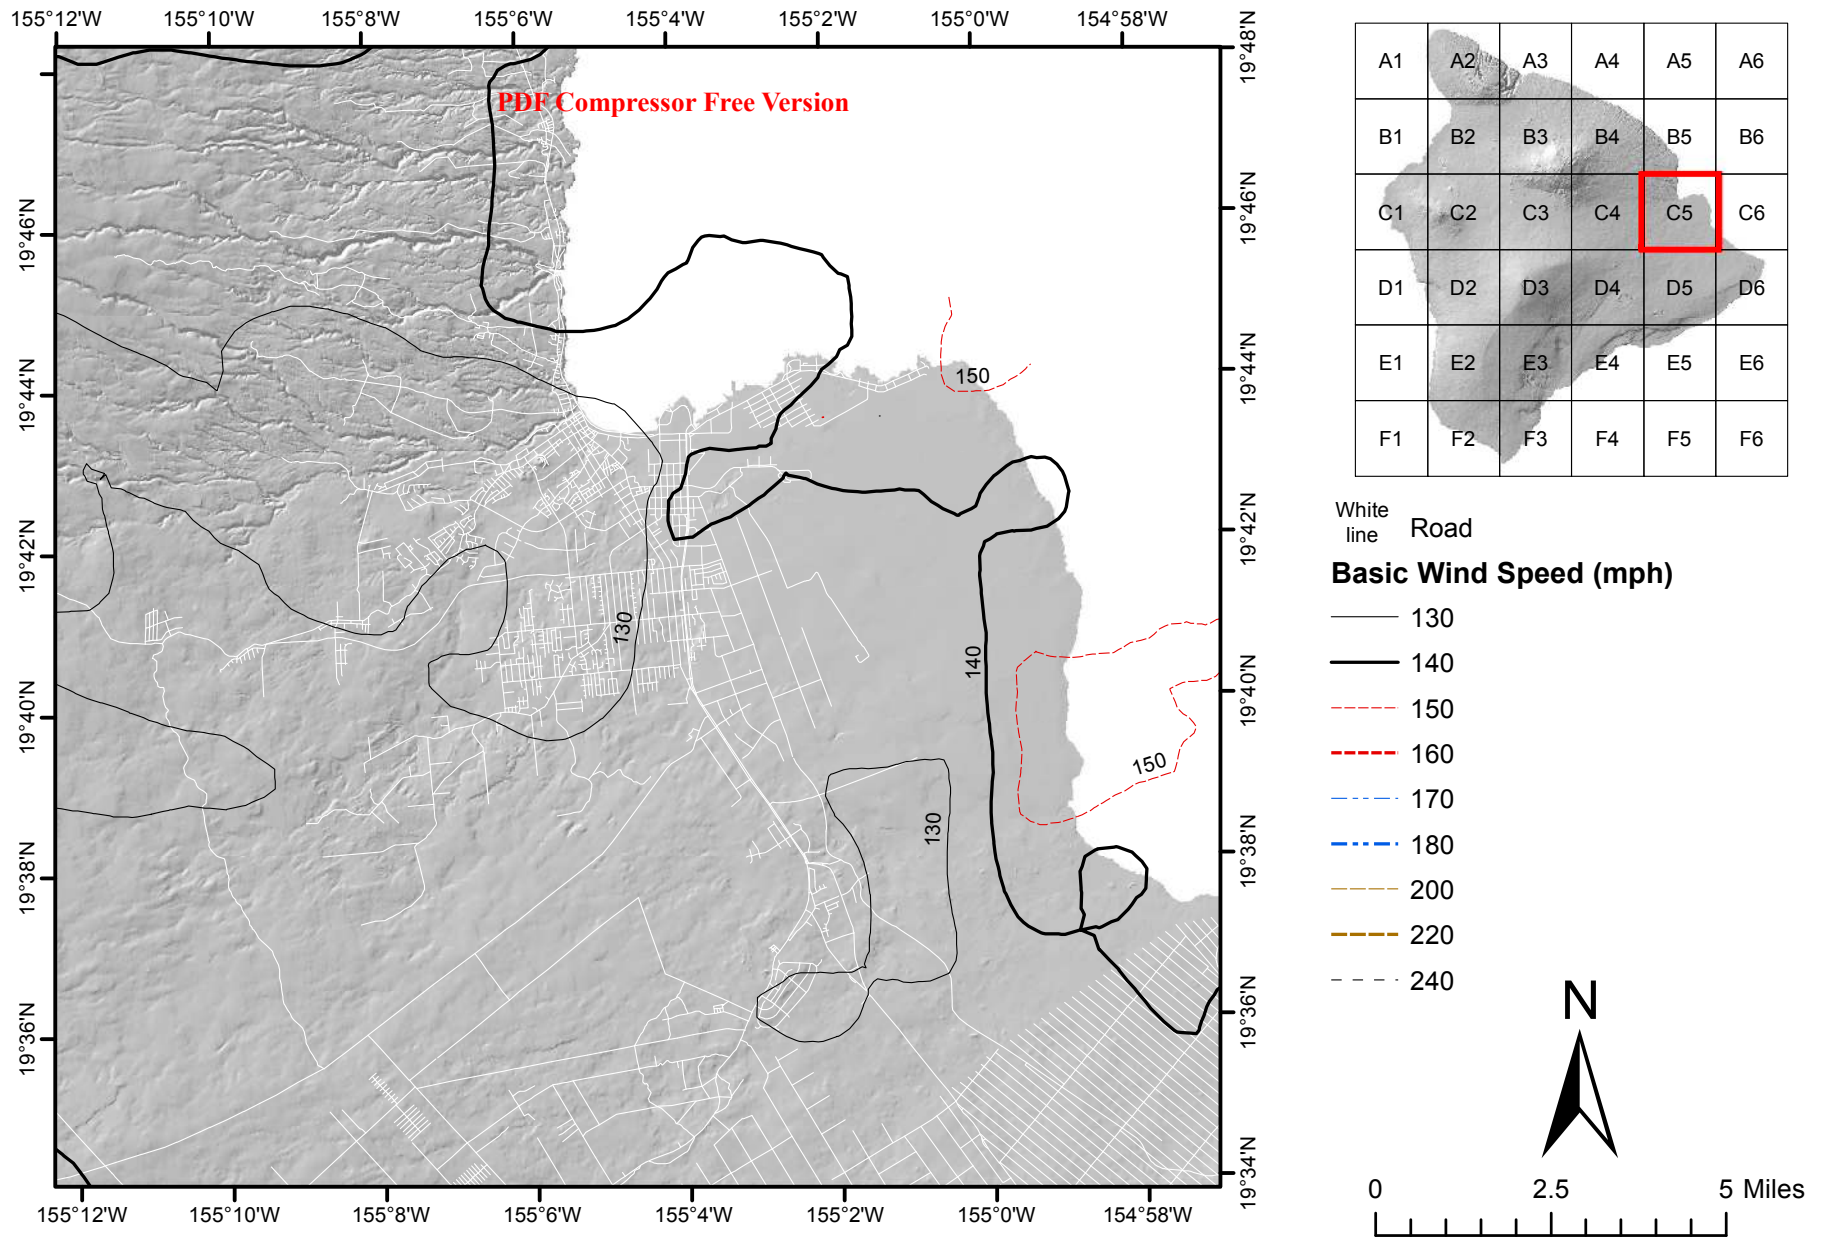 155°12'W 155°10'W 155°8'W 155°6'W 155°4'W 155°2'W 155°0'W 154°58'W
19°48'N
19°46'N
19°44'N
19°42'N
19°40'N
19°38'N
19°36'N
19°34'N
19°46'N
19°44'N
19°42'N
19°40'N
19°38'N
19°36'N
PDF Compressor Free Version
150
130
140
150
130
155°12'W 155°10'W 155°8'W 155°6'W 155°4'W 155°2'W 155°0'W 154°58'W
A1 A2 A3 A4 A5 A6
B1 B2 B3 B4 B5 B6
C1 C2 C3 C4 C5 C6
D1 D2 D3 D4 D5 D6
E1 E2 E3 E4 E5 E6
F1 F2 F3 F4 F5 F6
White
line Road
Basic Wind Speed (mph)
130
140
150
160
170
180
200
220
240
N
0 2.5 5 Miles